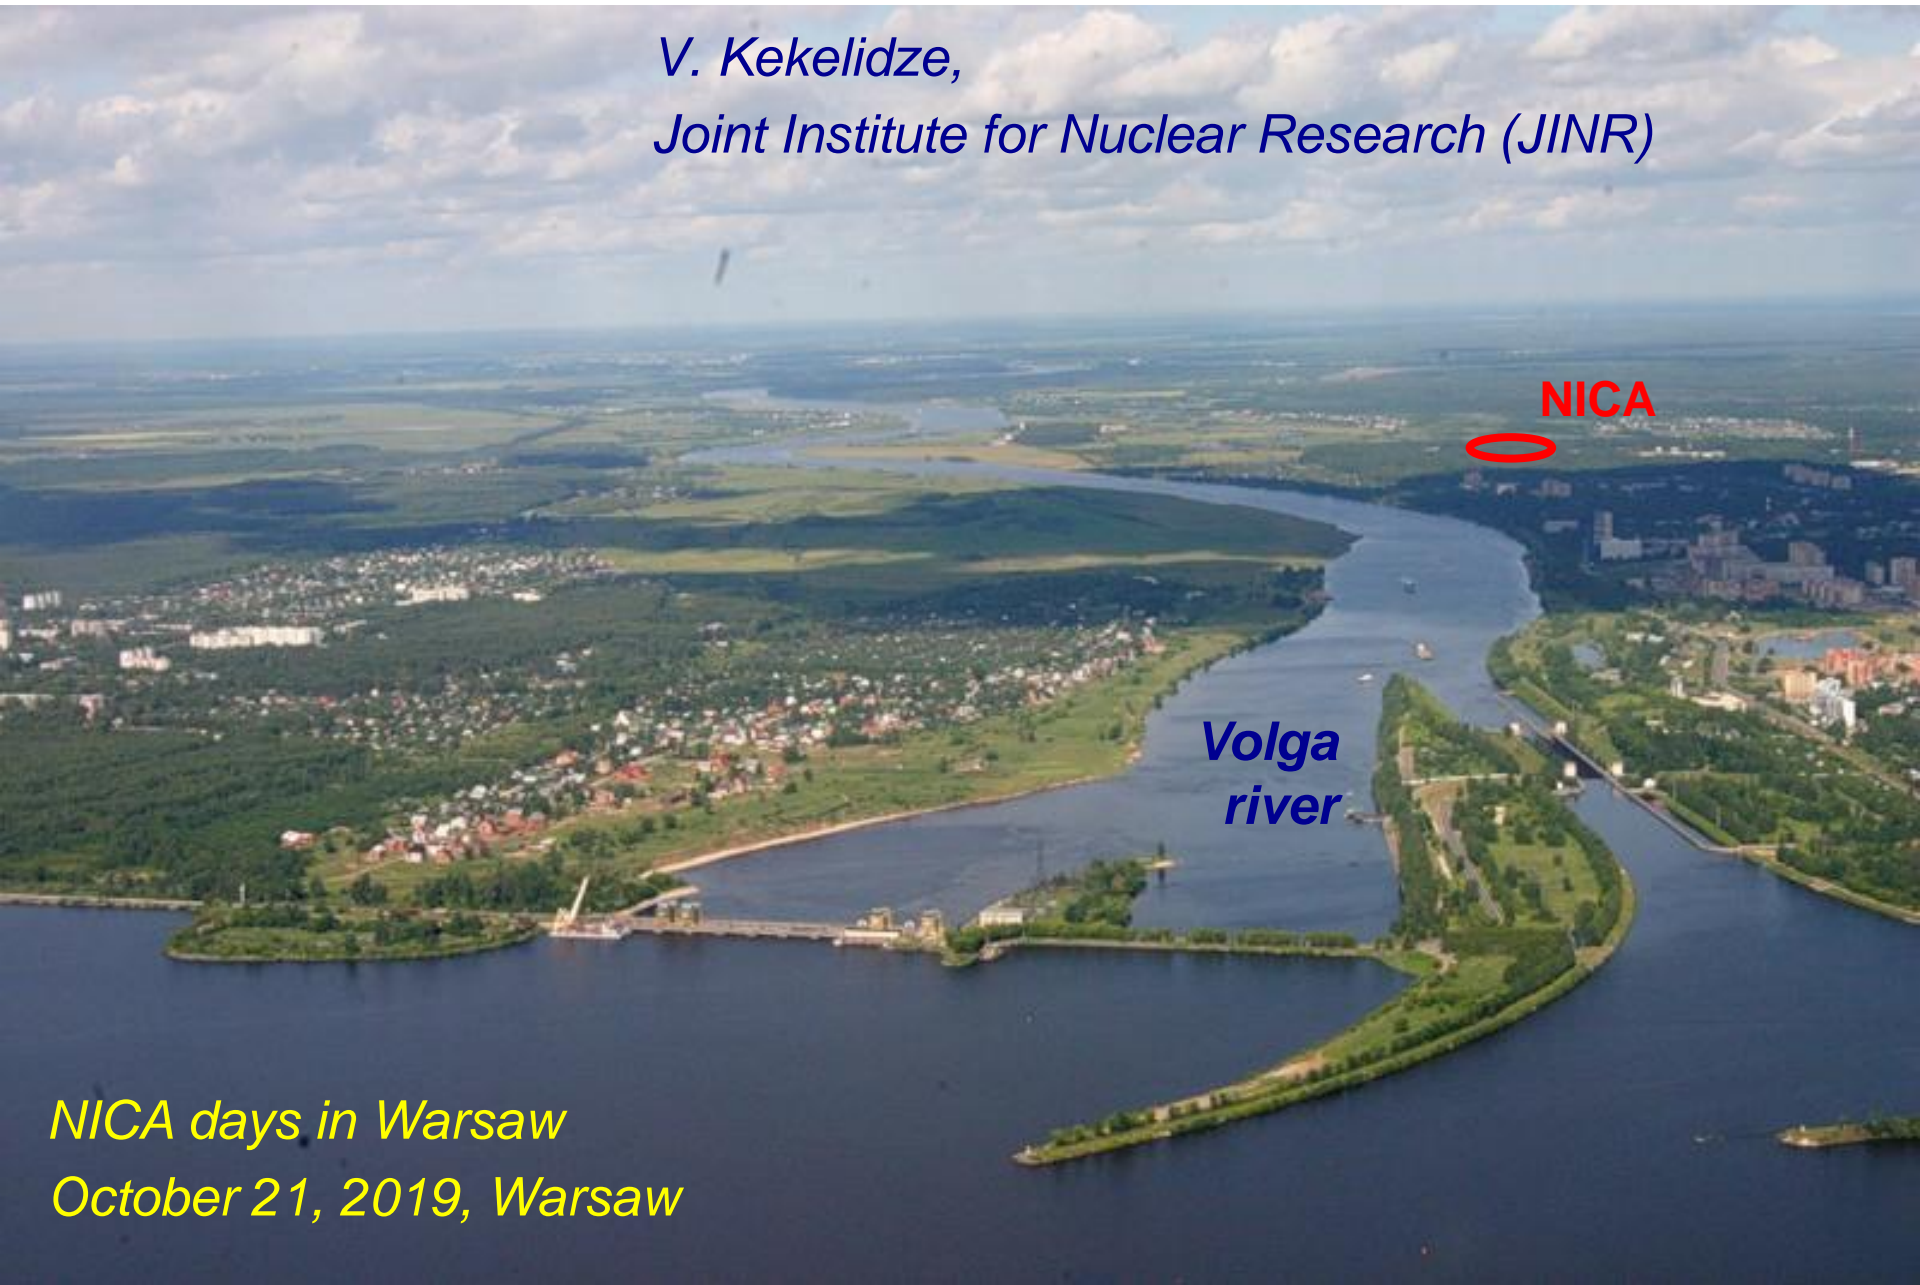 V. Kekelidze,
Joint Institute for Nuclear Research (JINR)
NICA
Volga
river
NICA days in Warsaw
October 21, 2019, Warsaw